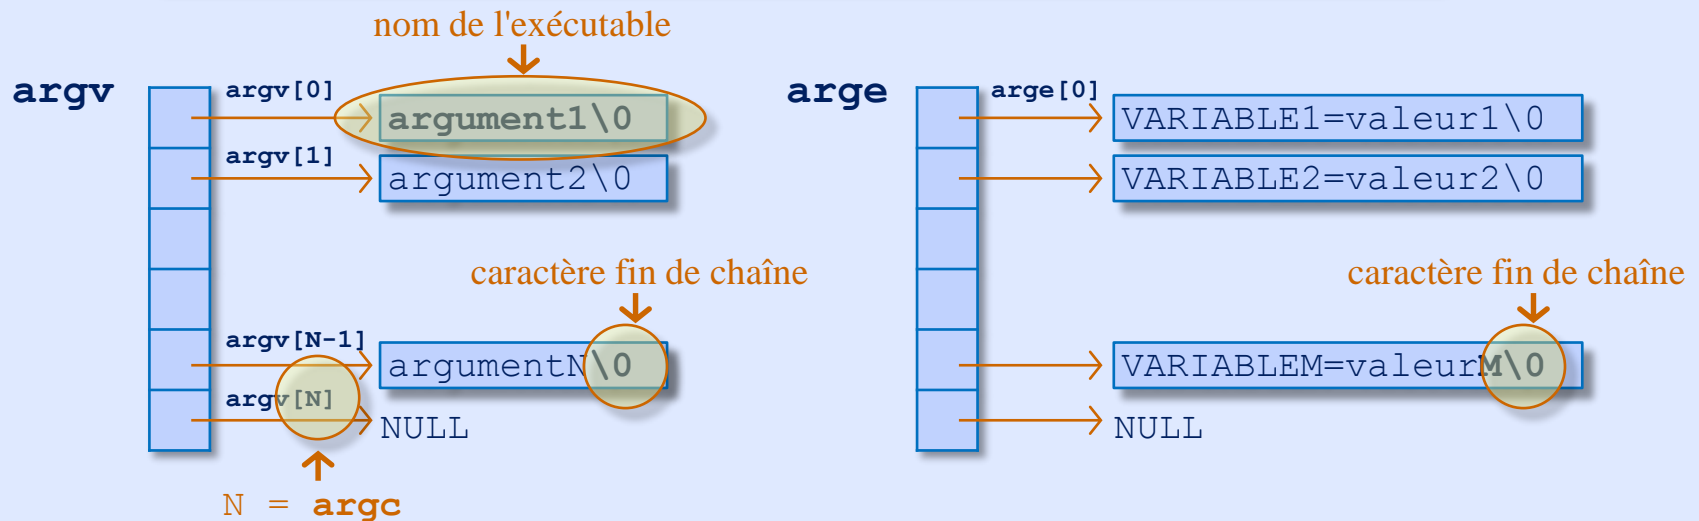 nom de l'exécutable
argv
argv[0]
argument1\0
argv[1]
argument2\0
caractère fin de chaîne
argv[N-1]
argumentN\0
argv[N]
NULL
N = argc
arge
arge[0]
VARIABLE1=valeur1\0
VARIABLE2=valeur2\0
caractère fin de chaîne
VARIABLEM=valeurM\0
NULL